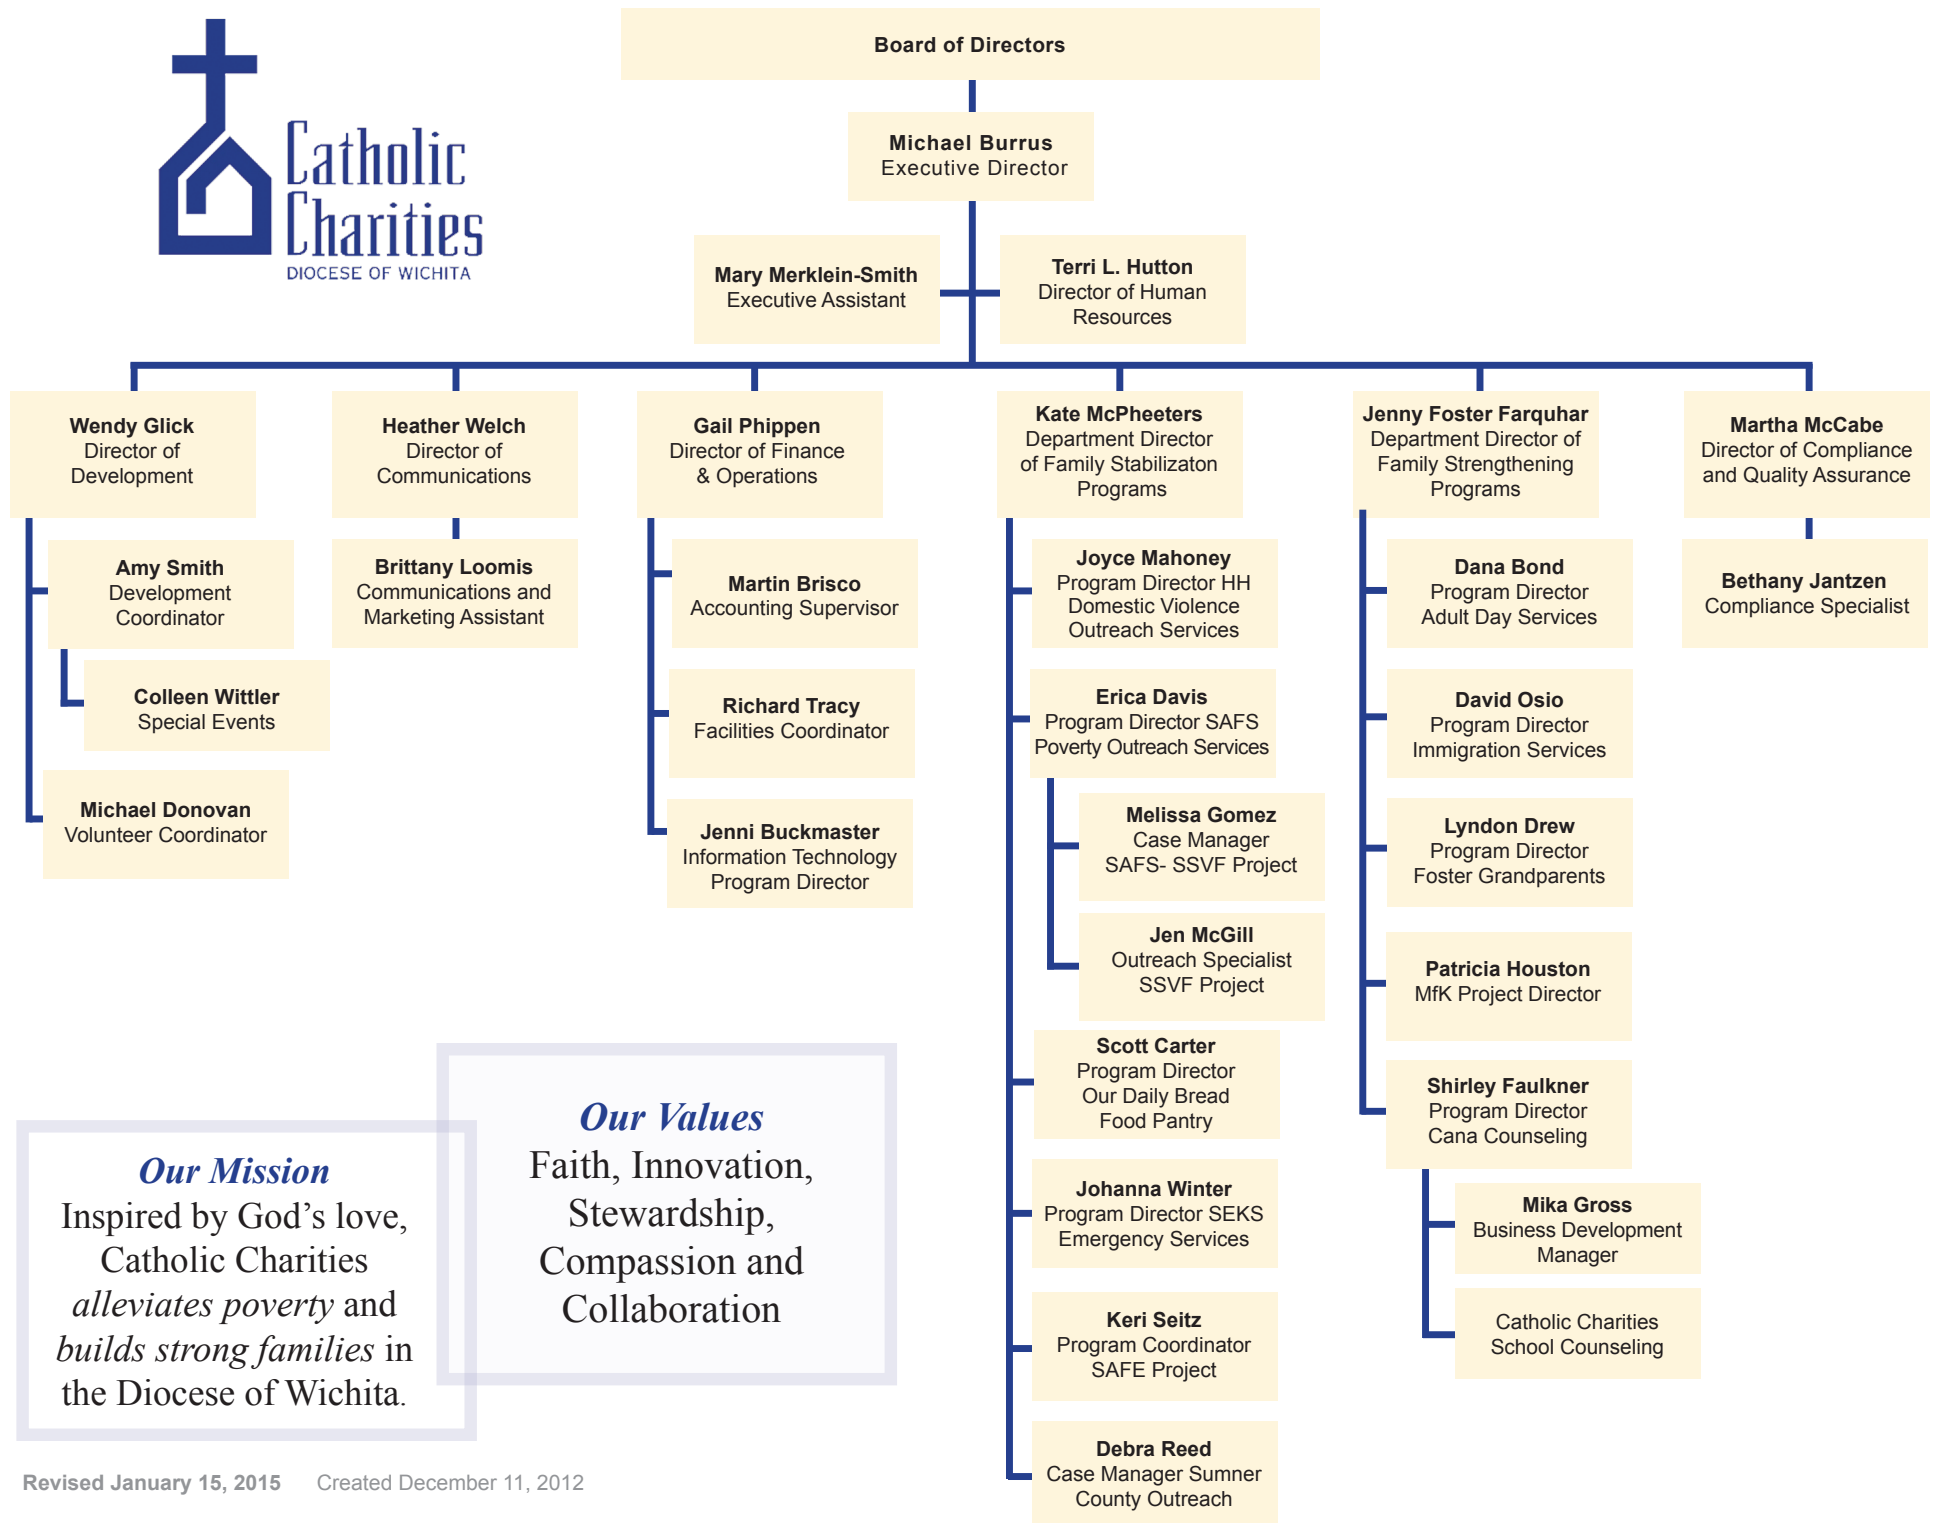 Catholic
Charities
DIOCESE OF WICHITA
Board of Directors
Michael Burrus
Executive Director
Mary Merklein-Smith
Executive Assistant
Terri L. Hutton
Director of Human
Resources
Wendy Glick
Director of
Development
Amy Smith
Development
Coordinator
Colleen Wittler
Special Events
Michael Donovan
Volunteer Coordinator
Heather Welch
Director of
Communications
Brittany Loomis
Communications and
Marketing Assistant
Gail Phippen
Director of Finance
& Operations
Martin Brisco
Accounting Supervisor
Richard Tracy
Facilities Coordinator
Jenni Buckmaster
Information Technology
Program Director
Kate McPheeters
Department Director
of Family Stabilizaton
Programs
Joyce Mahoney
Program Director HH
Domestic Violence
Outreach Services
Erica Davis
Program Director SAFS
Poverty Outreach Services
Melissa Gomez
Case Manager
SAFS- SSVF Project
Jen McGill
Outreach Specialist
SSVF Project
Scott Carter
Program Director
Our Daily Bread
Food Pantry
Johanna Winter
Program Director SEKS
Emergency Services
Keri Seitz
Program Coordinator
SAFE Project
Debra Reed
Case Manager Sumner
County Outreach
Jenny Foster Farquhar
Department Director of
Family Strengthening
Programs
Dana Bond
Program Director
Adult Day Services
David Osio
Program Director
Immigration Services
Lyndon Drew
Program Director
Foster Grandparents
Patricia Houston
MfK Project Director
Shirley Faulkner
Program Director
Cana Counseling
Mika Gross
Business Development
Manager
Catholic Charities
School Counseling
Martha McCabe
Director of Compliance
and Quality Assurance
Bethany Jantzen
Compliance Specialist
Our Mission
Inspired by God’s love,
Catholic Charities
alleviates poverty and
builds strong families in
the Diocese of Wichita.
Our Values
Faith, Innovation,
Stewardship,
Compassion and
Collaboration
Revised January 15, 2015 Created December 11, 2012